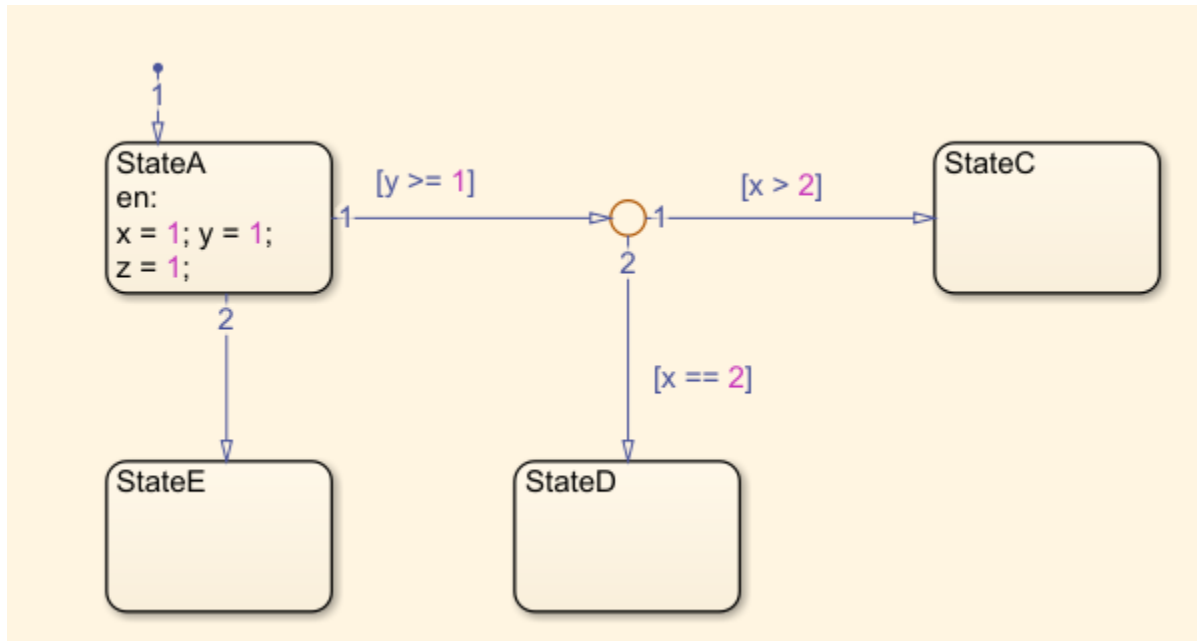 1
StateA
en:
x = 1; y = 1;
z = 1;
1
[y >= 1]
1
[x > 2]
StateC
2
2
[x == 2]
StateE
StateD